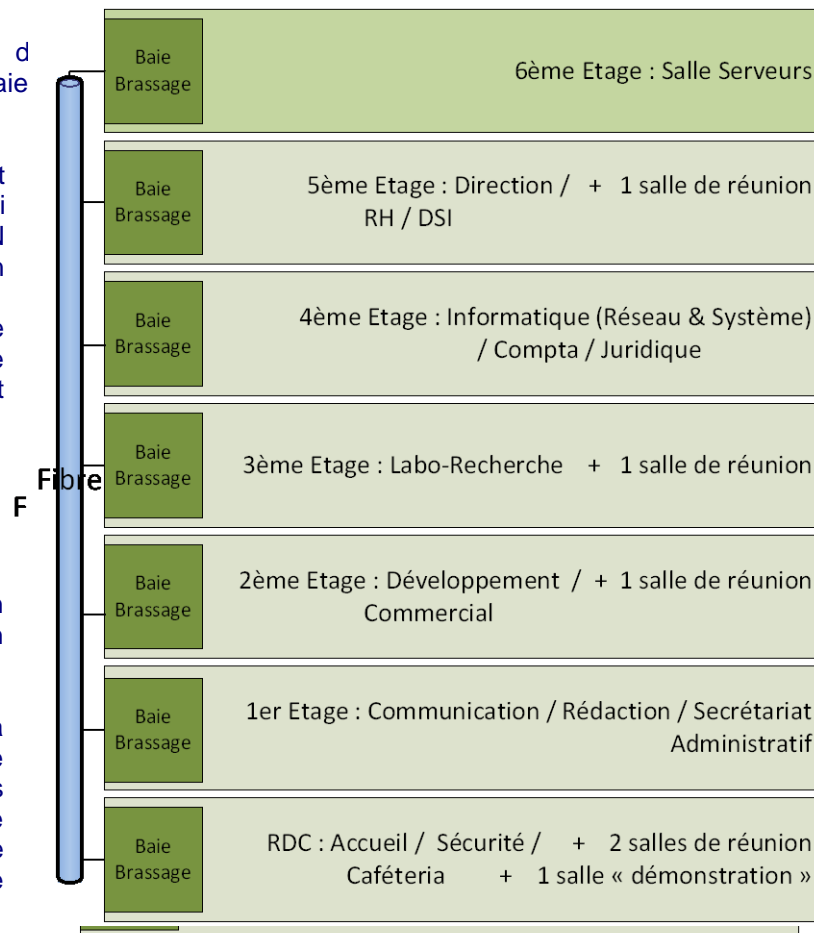 d
aie
Baie
Brassage
6ème Etage : Salle Serveurs
t
i
N
n
Baie
Brassage
5ème Etage : Direction / + 1 salle de réunion
RH / DSI
e
e
t
Baie
Brassage
4ème Etage : Informatique (Réseau & Système)
/ Compta / Juridique
Fibre
F
Baie
Brassage
3ème Etage : Labo-Recherche + 1 salle de réunion
n
n
Baie
Brassage
2ème Etage : Développement / + 1 salle de réunion
Commercial
a
e
s
e
e
e
Baie
Brassage
1er Etage : Communication / Rédaction / Secrétariat
Administratif
Baie
Brassage
RDC : Accueil / Sécurité / + 2 salles de réunion
Caféteria + 1 salle « démonstration »